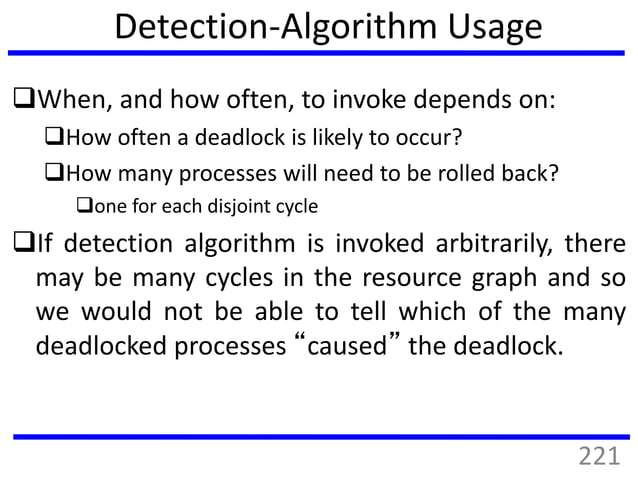 Detection-Algorithm Usage
❑When, and how often, to invoke depends on:
❑How often a deadlock is likely to occur?
❑How many processes will need to be rolled back?
❑one for each disjoint cycle
❑If detection algorithm is invoked arbitrarily, there
may be many cycles in the resource graph and so
we would not be able to tell which of the many
deadlocked processes “caused” the deadlock.
221